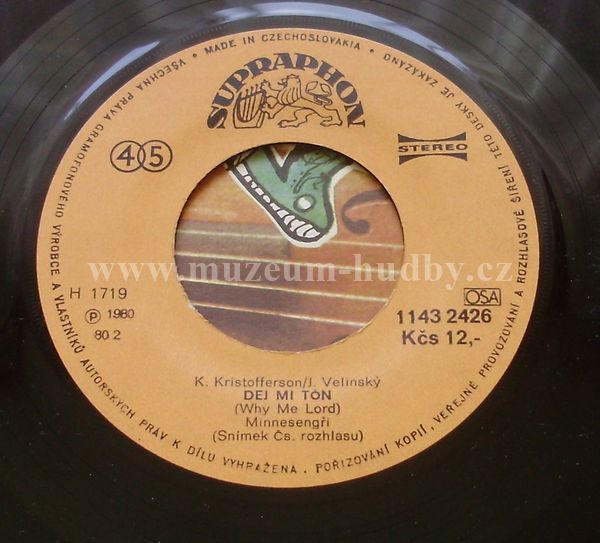 VŠECHNA PRÁVA GRAMOFONOVÉHO VÝROBCE A VLASTNÍKŮ AUTORSKÝCH PRÁV K DÍLU VYHRAŽENA. POŘIZOVÁNÍ KOPIÍ, VEŘEJNÉ PROVOZOVÁNÍ A ROZHLASOVÉ ŠÍŘENÍ TÉTO DESKY JE ZAKÁZÁNO • MADE IN CZECHOSLOVAKIA •
SUPRAPHON
45
STEREO
www.muzeum-hudby.cz
H 1719
OSA
℗ 1980
1143 2426
80 2
Kčs 12,-
K. Kristofferson/J. Velinský
DEJ MI TÓN
(Why Me Lord)
Minnesengři
(Snímek Čs. rozhlasu)